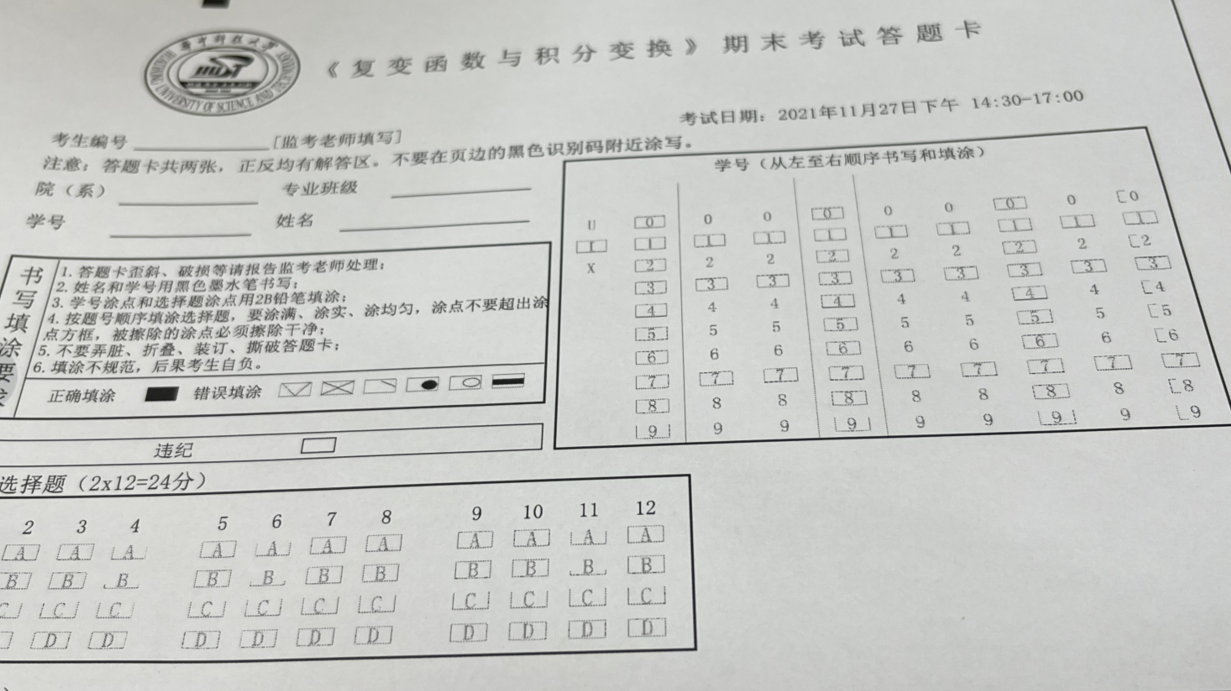 华中科技大学
HUST
UNIVERSITY OF SCIENCE AND
《复变函数与积分变换》期末考试答题卡
考试日期：2021年11月27日下午 14:30-17:00
考生编号 [监考老师填写]
注意：答题卡共两张，正反均有解答区。不要在页边的黑色识别码附近涂写。
院（系） 专业班级
学号 姓名
书写填涂要求
1. 答题卡歪斜、破损等请报告监考老师处理；
2. 姓名和学号用黑色墨水笔书写；
3. 学号涂点和选择题涂点用2B铅笔填涂；
4. 按题号顺序填涂选择题，要涂满、涂实、涂均匀，涂点不要超出涂
点方框，被擦除的涂点必须擦除干净；
5. 不要弄脏、折叠、装订、撕破答题卡；
6. 填涂不规范，后果考生自负。
正确填涂 错误填涂
违纪
学号（从左至右顺序书写和填涂）
U 0 0 0 0 0 0 0 0 0
I 1 1 1 1 1 1 1 1 1
X 2 2 2 2 2 2 2 2 2
3 3 3 3 3 3 3 3 3
4 4 4 4 4 4 4 4 4
5 5 5 5 5 5 5 5 5
6 6 6 6 6 6 6 6 6
7 7 7 7 7 7 7 7 7
8 8 8 8 8 8 8 8 8
9 9 9 9 9 9 9 9 9
选择题（2x12=24分）
2 3 4 5 6 7 8 9 10 11 12
A A A A A A A A A A A
B B B B B B B B B B B
C C C C C C C C C C C
D D D D D D D D D D